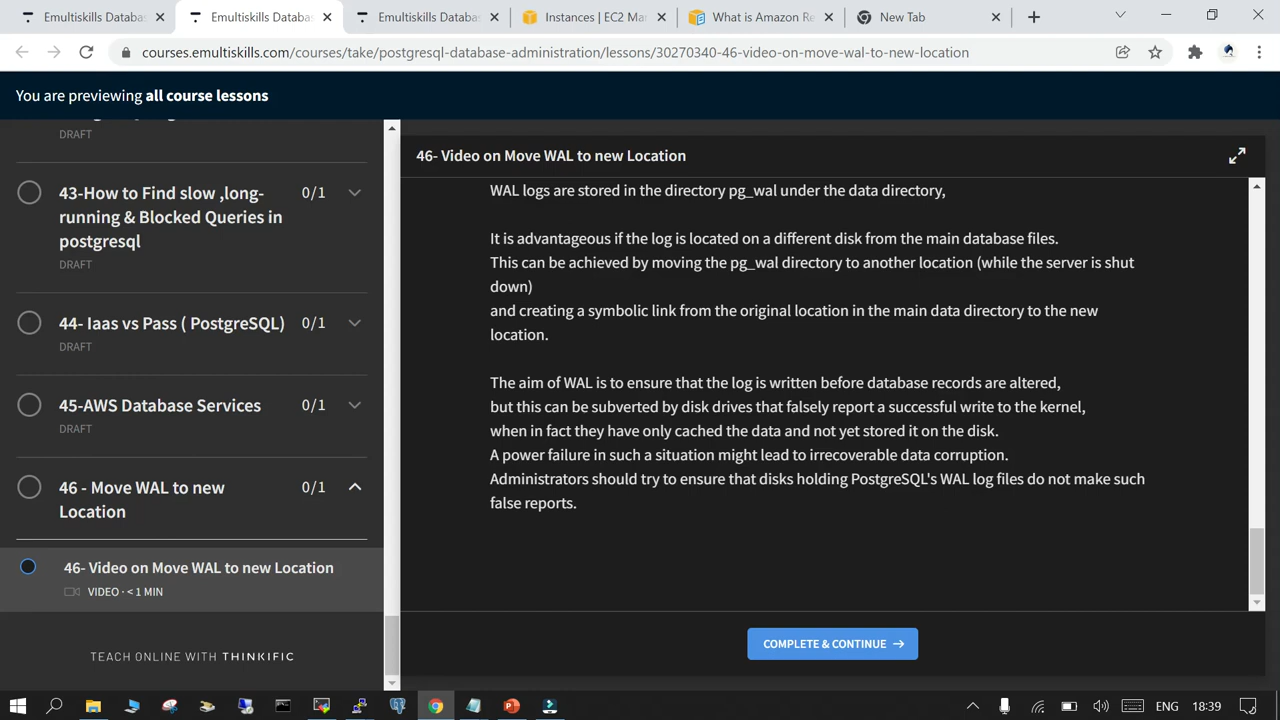 Emultiskills Databas
Emultiskills Databas
Emultiskills Databas
Instances | EC2 Man
What is Amazon Re
New Tab
courses.emultiskills.com/courses/take/postgresql-database-administration/lessons/30270340-46-video-on-move-wal-to-new-location
You are previewing all course lessons
DRAFT
43-How to Find slow ,long-
running & Blocked Queries in
postgresql
0/1
DRAFT
44- Iaas vs Pass ( PostgreSQL)
0/1
DRAFT
45-AWS Database Services
0/1
DRAFT
46 - Move WAL to new
Location
0/1
46- Video on Move WAL to new Location
VIDEO · < 1 MIN
TEACH ONLINE WITH THINKIFIC
46- Video on Move WAL to new Location
WAL logs are stored in the directory pg_wal under the data directory,
It is advantageous if the log is located on a different disk from the main database files.
This can be achieved by moving the pg_wal directory to another location (while the server is shut
down)
and creating a symbolic link from the original location in the main data directory to the new
location.
The aim of WAL is to ensure that the log is written before database records are altered,
but this can be subverted by disk drives that falsely report a successful write to the kernel,
when in fact they have only cached the data and not yet stored it on the disk.
A power failure in such a situation might lead to irrecoverable data corruption.
Administrators should try to ensure that disks holding PostgreSQL's WAL log files do not make such
false reports.
COMPLETE & CONTINUE →
ENG
18:39